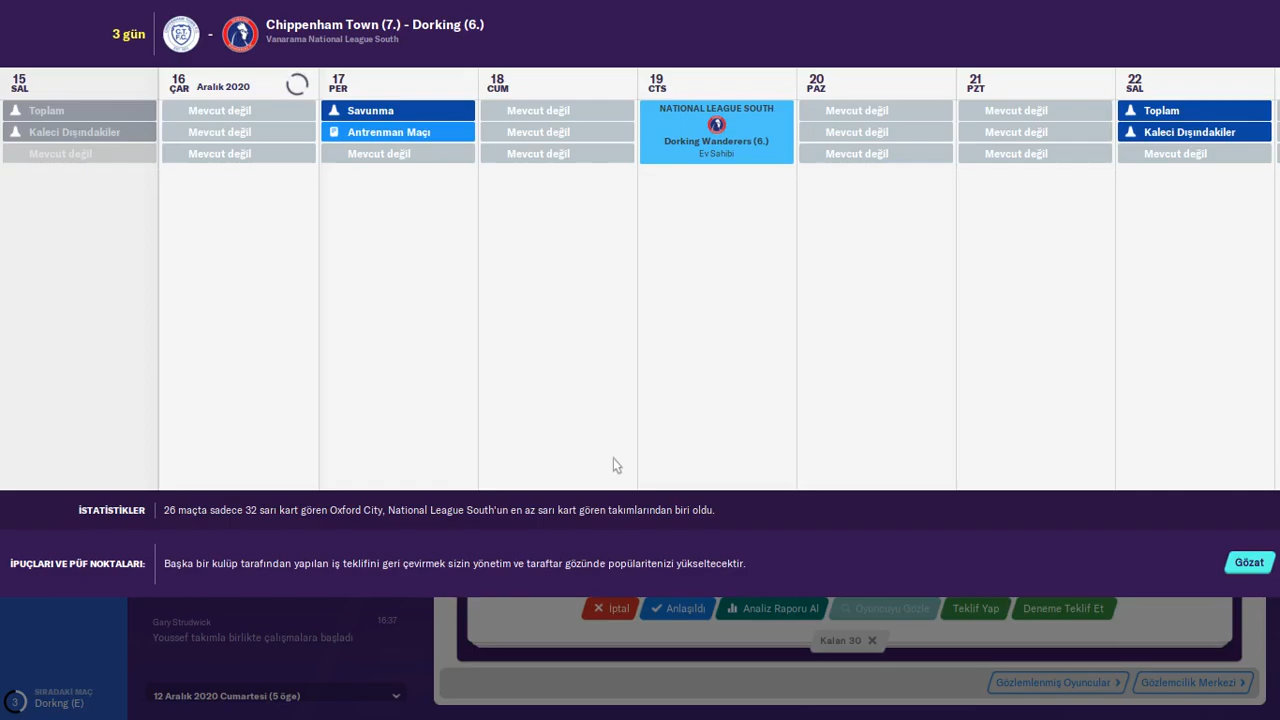 3 gün
Chippenham Town (7.) - Dorking (6.)
Vanarama National League South
15
SAL
16
ÇAR Aralık 2020
17
PER
18
CUM
19
CTS
20
PAZ
21
PZT
22
SAL
Toplam
Kaleci Dışındakiler
Mevcut değil
Mevcut değil
Mevcut değil
Mevcut değil
Savunma
Antrenman Maçı
Mevcut değil
Mevcut değil
Mevcut değil
Mevcut değil
NATIONAL LEAGUE SOUTH
Dorking Wanderers (6.)
Ev Sahibi
Mevcut değil
Mevcut değil
Mevcut değil
Mevcut değil
Mevcut değil
Mevcut değil
Toplam
Kaleci Dışındakiler
Mevcut değil
İSTATİSTİKLER
26 maçta sadece 32 sarı kart gören Oxford City, National League South'un en az sarı kart gören takımlarından biri oldu.
İPUÇLARI VE PÜF NOKTALARI:
Başka bir kulüp tarafından yapılan iş teklifini geri çevirmek sizin yönetim ve taraftar gözünde popülaritenizi yükseltecektir.
Gözat
İptal
Anlaşıldı
Analiz Raporu Al
Oyuncuyu Gözle
Teklif Yap
Deneme Teklif Et
Kalan 30
Gary Strudwick
16:37
Youssef takımla birlikte çalışmalara başladı
12 Aralık 2020 Cumartesi (5 öge)
Gözlemlenmiş Oyuncular
Gözlemcilik Merkezi
3
SIRADAKİ MAÇ
Dorkng (E)